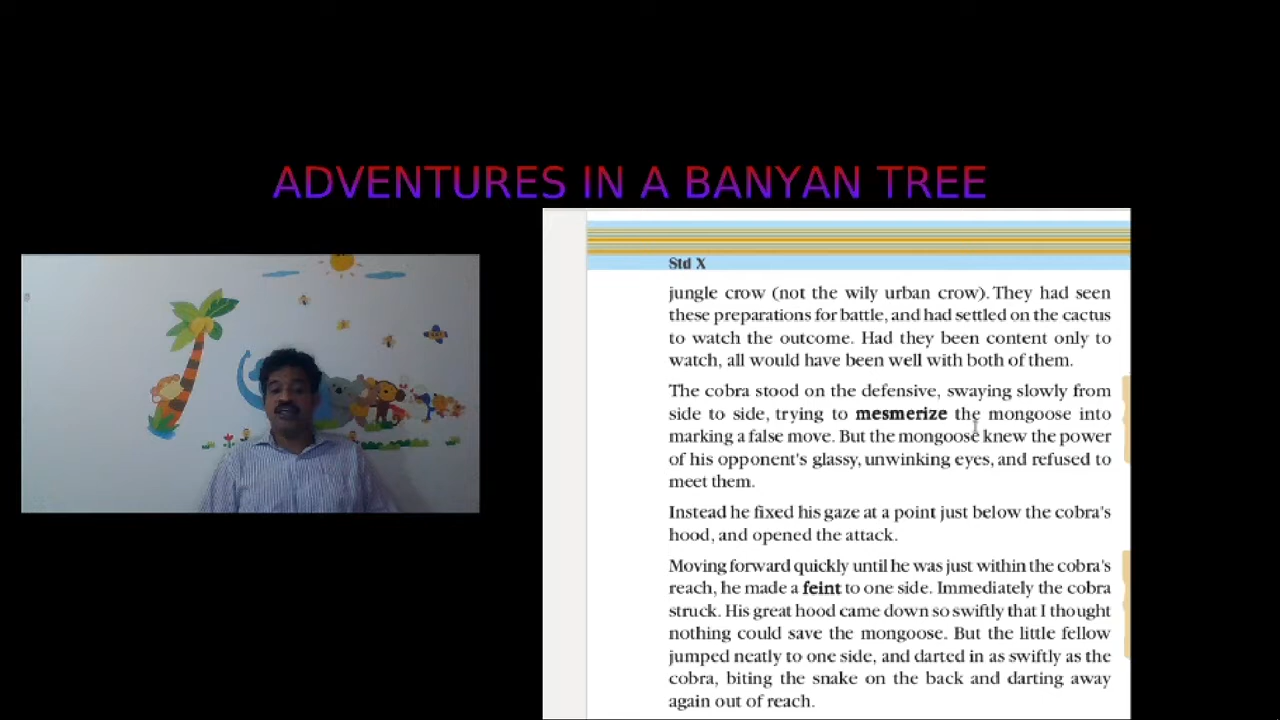 ADVENTURES IN A BANYAN TREE
Std X
jungle crow (not the wily urban crow). They had seen
these preparations for battle, and had settled on the cactus
to watch the outcome. Had they been content only to
watch, all would have been well with both of them.
The cobra stood on the defensive, swaying slowly from
side to side, trying to mesmerize the mongoose into
marking a false move. But the mongoose knew the power
of his opponent's glassy, unwinking eyes, and refused to
meet them.
Instead he fixed his gaze at a point just below the cobra's
hood, and opened the attack.
Moving forward quickly until he was just within the cobra's
reach, he made a feint to one side. Immediately the cobra
struck. His great hood came down so swiftly that I thought
nothing could save the mongoose. But the little fellow
jumped neatly to one side, and darted in as swiftly as the
cobra, biting the snake on the back and darting away
again out of reach.